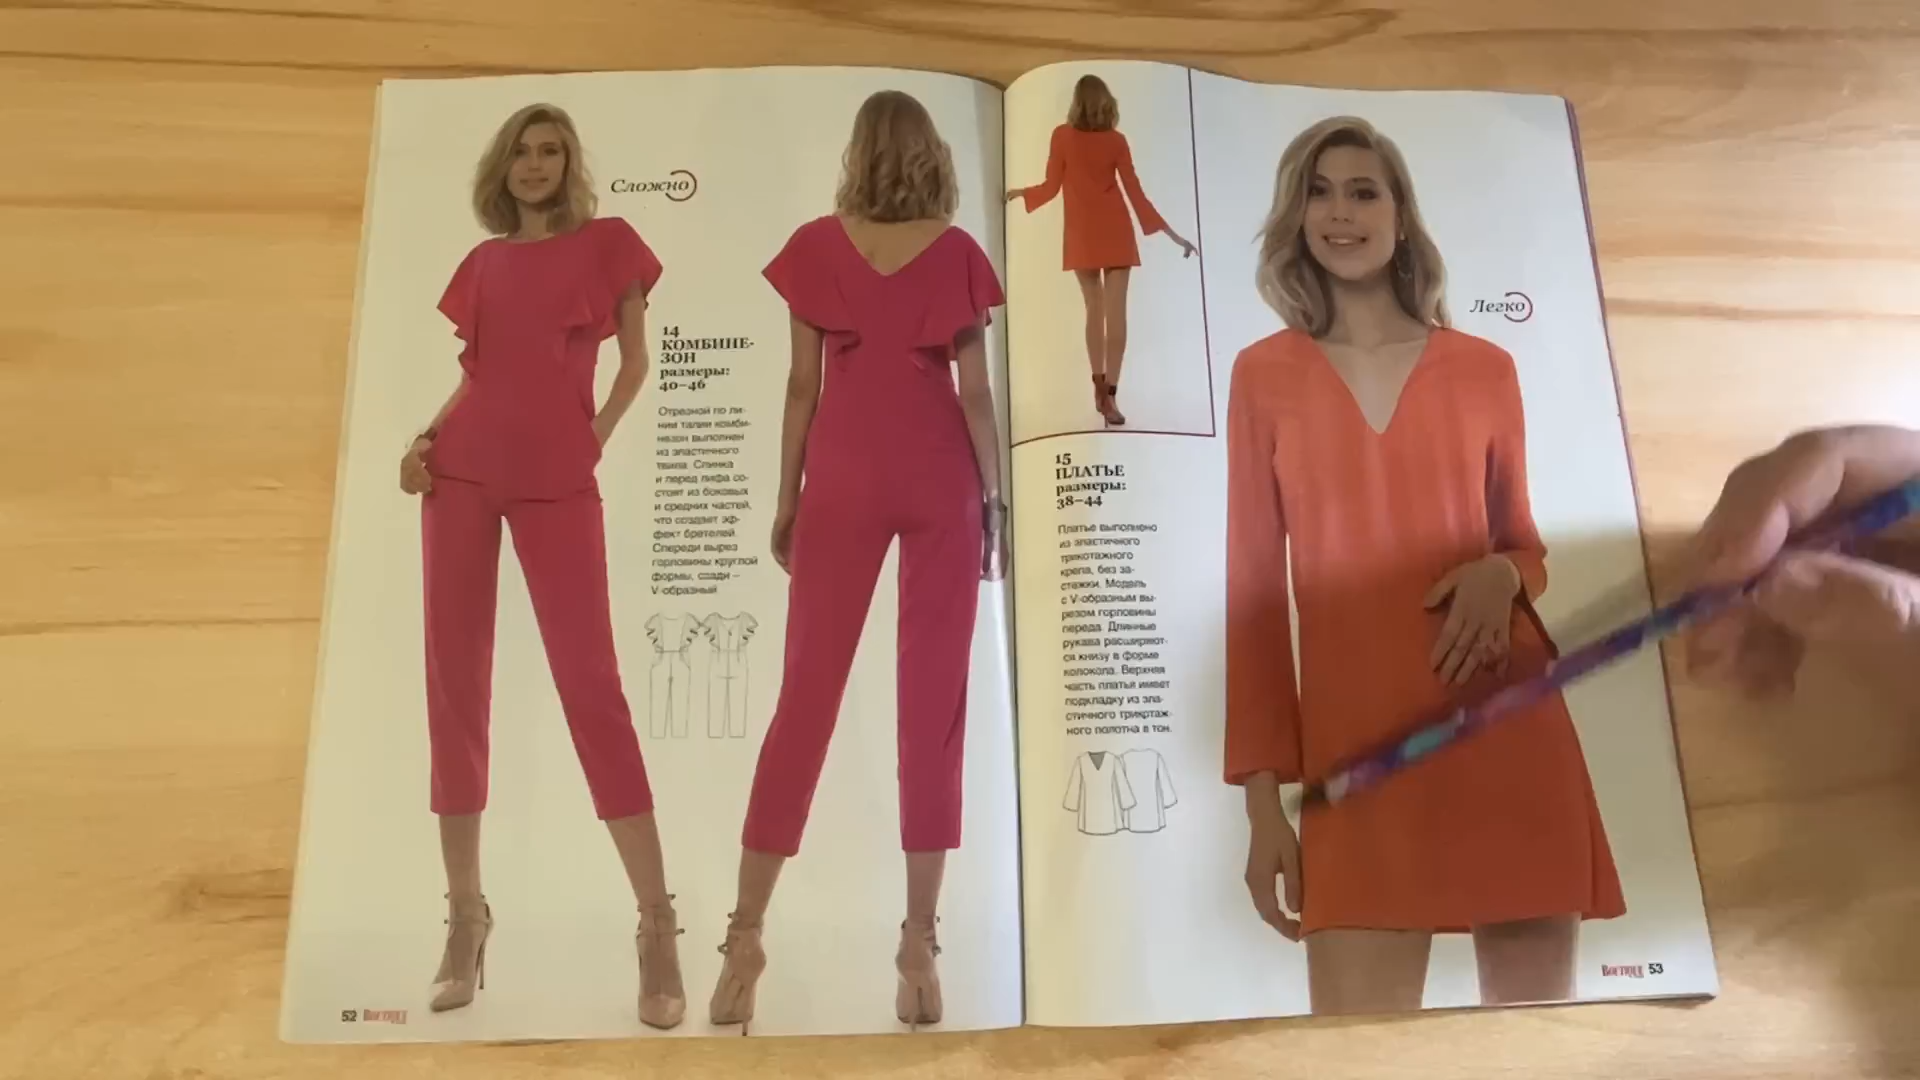 Сложно
14
КОМБИНЕ-
ЗОН
размеры:
40–46
Отрезной по ли-
нии талии комби-
незон выполнен
из эластичного
твила. Спинка
и перед лифа со-
стоят из боковых
и средних частей,
что создает эф-
фект бретелей.
Спереди вырез
горловины круглой
формы, сзади –
V-образный
52 BOUTIQUE
15
ПЛАТЬЕ
размеры:
38–44
Платье выполнено
из эластичного
трикотажного
крепа, без за-
стежки. Модель
с V-образным вы-
резом горловины
переда. Длинные
рукава расширяют-
ся книзу в форме
колокола. Верхняя
часть платья имеет
подкладку из эла-
стичного трикотаж-
ного полотна в тон.
Легко
BOUTIQUE 53